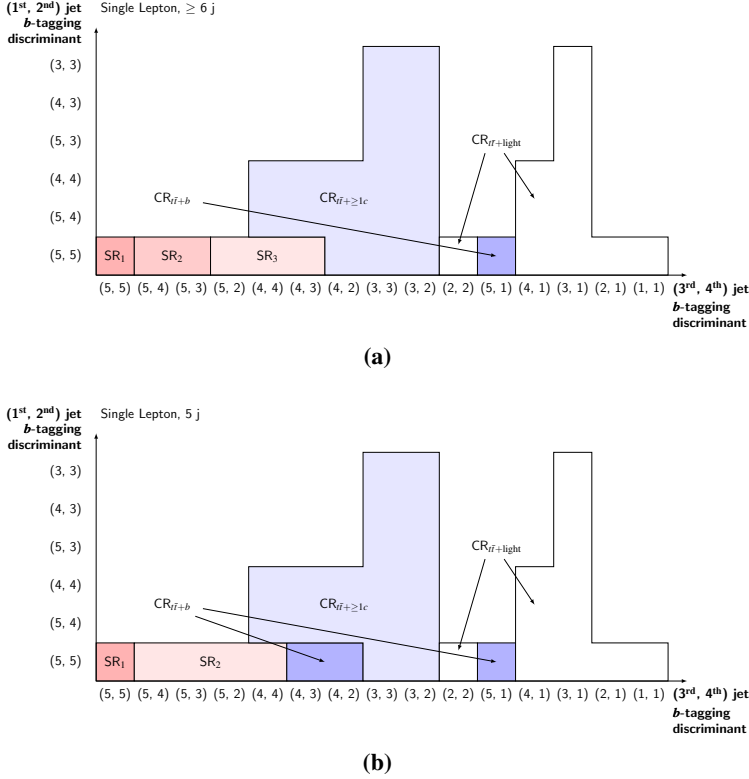 (1st, 2nd) jet Single Lepton, ≥ 6 j
b-tagging
discriminant
(3, 3)
(4, 3)
(5, 3)
(4, 4)
(5, 4)
(5, 5)
CRtt̄+light
CRtt̄+b
CRtt̄+≥1c
SR1 SR2 SR3
(5, 5) (5, 4) (5, 3) (5, 2) (4, 4) (4, 3) (4, 2) (3, 3) (3, 2) (2, 2) (5, 1) (4, 1) (3, 1) (2, 1) (1, 1) (3rd, 4th) jet
b-tagging
discriminant
(a)
(1st, 2nd) jet Single Lepton, 5 j
b-tagging
discriminant
(3, 3)
(4, 3)
(5, 3)
(4, 4)
(5, 4)
(5, 5)
CRtt̄+light
CRtt̄+b
CRtt̄+≥1c
SR1 SR2
(5, 5) (5, 4) (5, 3) (5, 2) (4, 4) (4, 3) (4, 2) (3, 3) (3, 2) (2, 2) (5, 1) (4, 1) (3, 1) (2, 1) (1, 1) (3rd, 4th) jet
b-tagging
discriminant
(b)